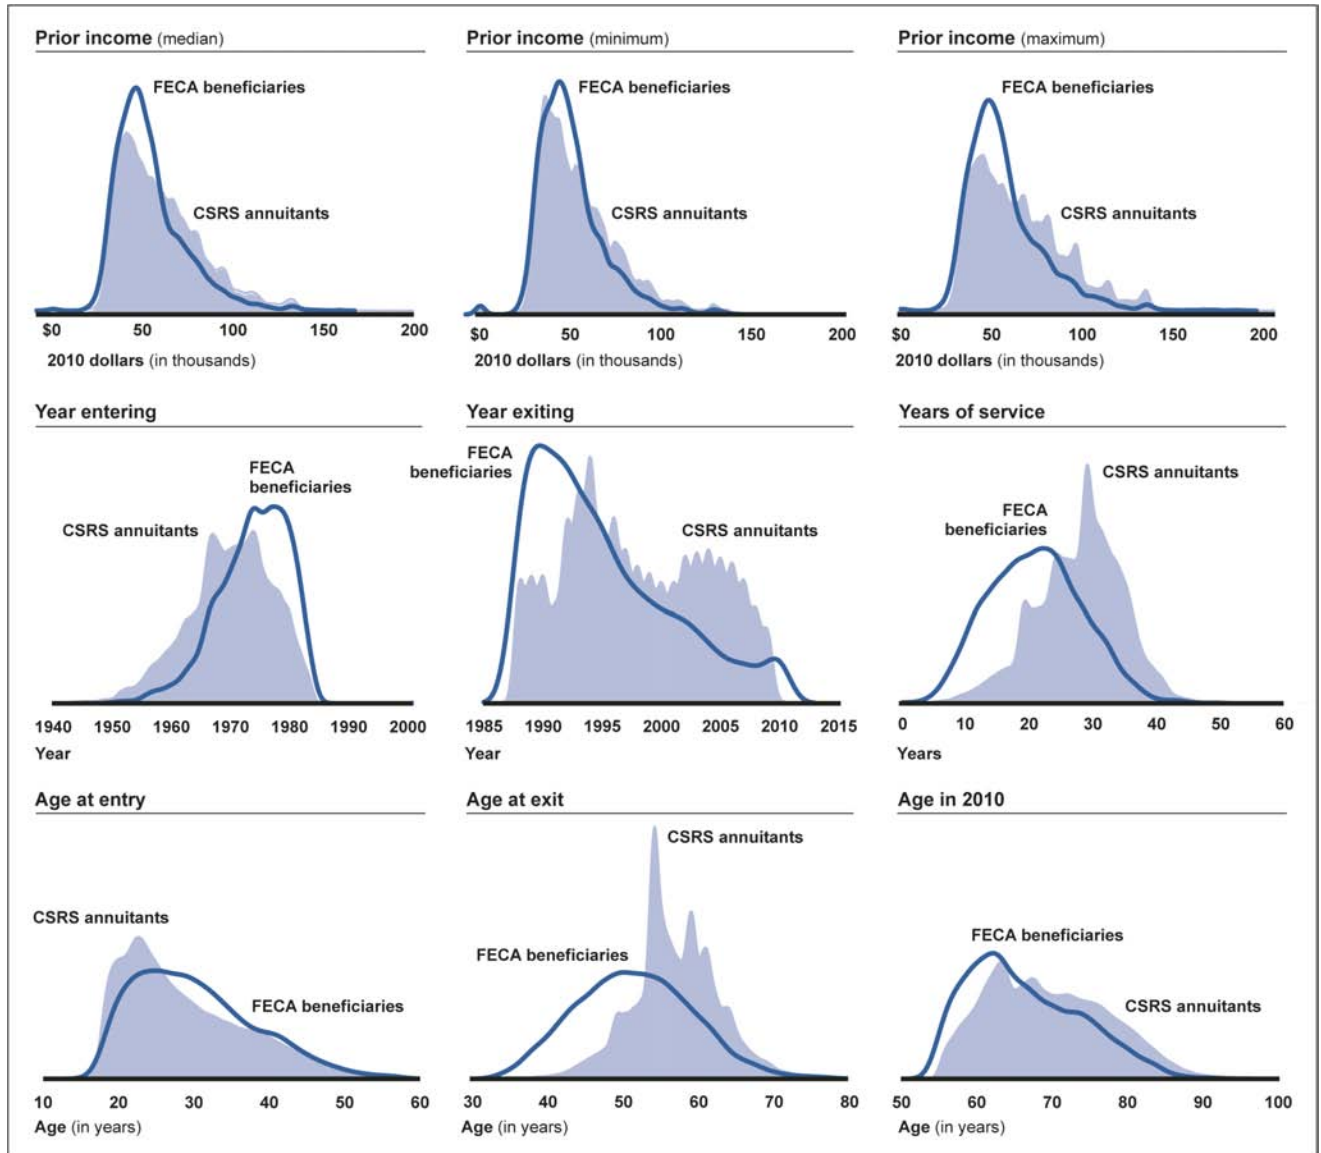 Prior income (median)
FECA beneficiaries
CSRS annuitants
$0 50 100 150 200
2010 dollars (in thousands)
Prior income (minimum)
FECA beneficiaries
CSRS annuitants
$0 50 100 150 200
2010 dollars (in thousands)
Prior income (maximum)
FECA beneficiaries
CSRS annuitants
$0 50 100 150 200
2010 dollars (in thousands)
Year entering
FECA
beneficiaries
CSRS annuitants
1940 1950 1960 1970 1980 1990 2000
Year
Year exiting
FECA
beneficiaries
CSRS annuitants
1985 1990 1995 2000 2005 2010 2015
Year
Years of service
CSRS annuitants
FECA
beneficiaries
0 10 20 30 40 50 60
Years
Age at entry
CSRS annuitants
FECA beneficiaries
10 20 30 40 50 60
Age (in years)
Age at exit
CSRS annuitants
FECA beneficiaries
30 40 50 60 70 80
Age (in years)
Age in 2010
FECA beneficiaries
CSRS annuitants
50 60 70 80 90 100
Age (in years)